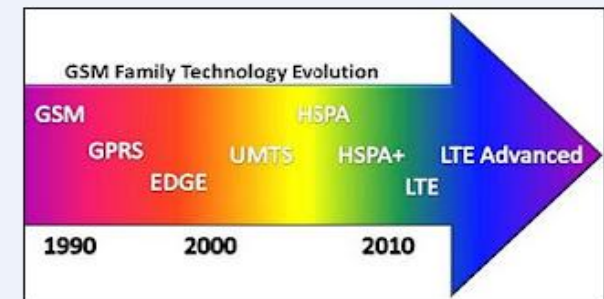 GSM Family Technology Evolution
GSM
HSPA
GPRS
UMTS
HSPA+
LTE Advanced
EDGE
LTE
1990
2000
2010